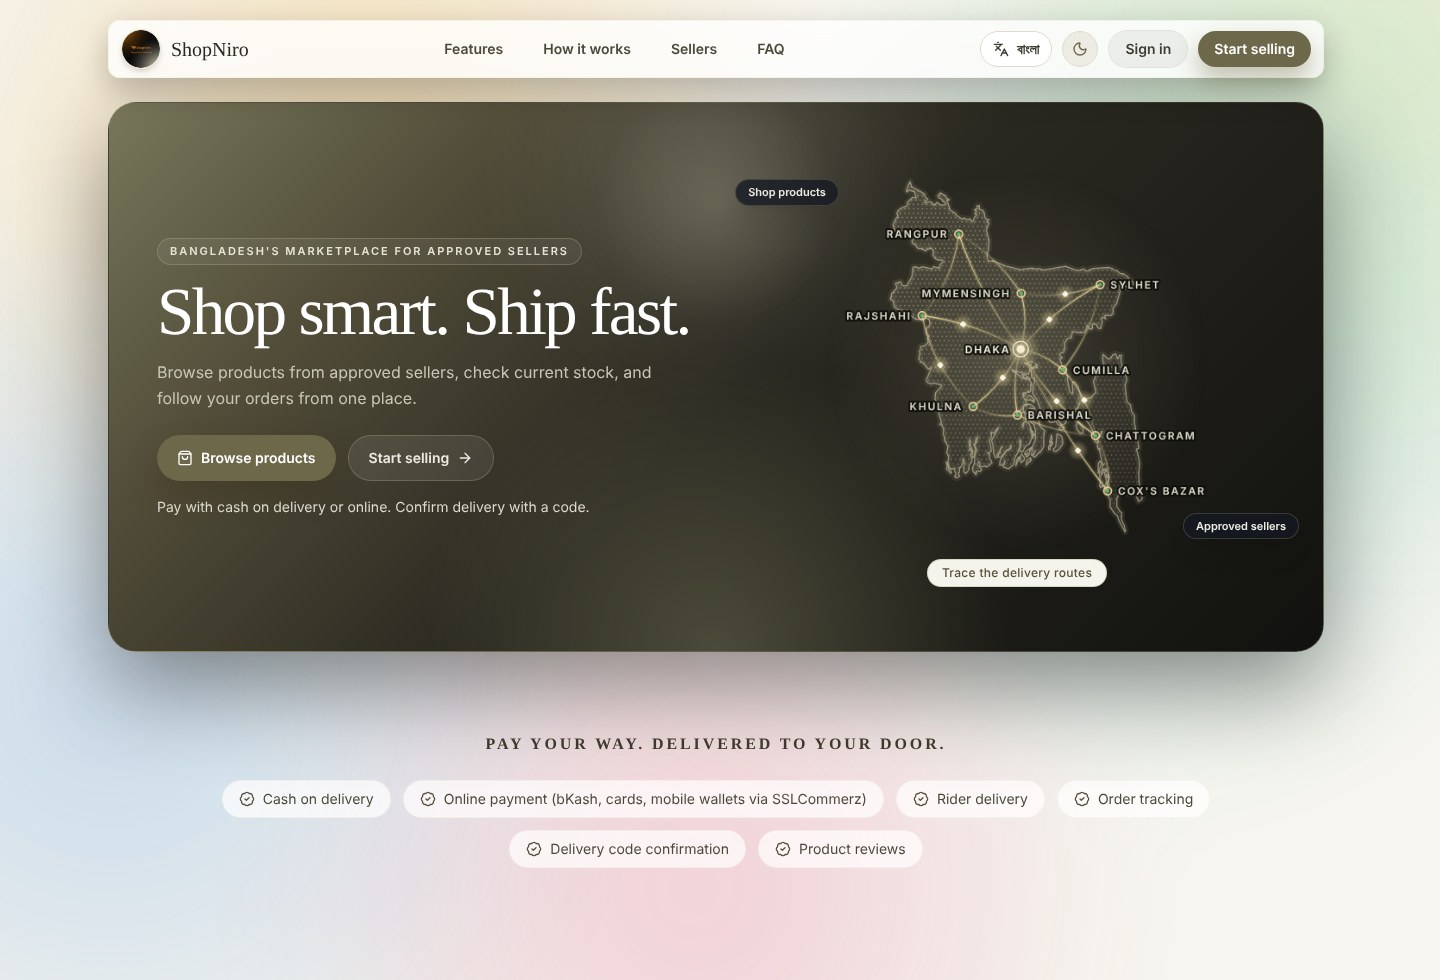 ShopNiro
Features
How it works
Sellers
FAQ
বাংলা
Sign in
Start selling
BANGLADESH'S MARKETPLACE FOR APPROVED SELLERS
Shop smart. Ship fast.
Browse products from approved sellers, check current stock, and
follow your orders from one place.
Browse products
Start selling
Pay with cash on delivery or online. Confirm delivery with a code.
Shop products
RANGPUR
SYLHET
MYMENSINGH
RAJSHAHI
DHAKA
CUMILLA
KHULNA
BARISHAL
CHATTOGRAM
COX'S BAZAR
Approved sellers
Trace the delivery routes
PAY YOUR WAY. DELIVERED TO YOUR DOOR.
Cash on delivery
Online payment (bKash, cards, mobile wallets via SSLCommerz)
Rider delivery
Order tracking
Delivery code confirmation
Product reviews